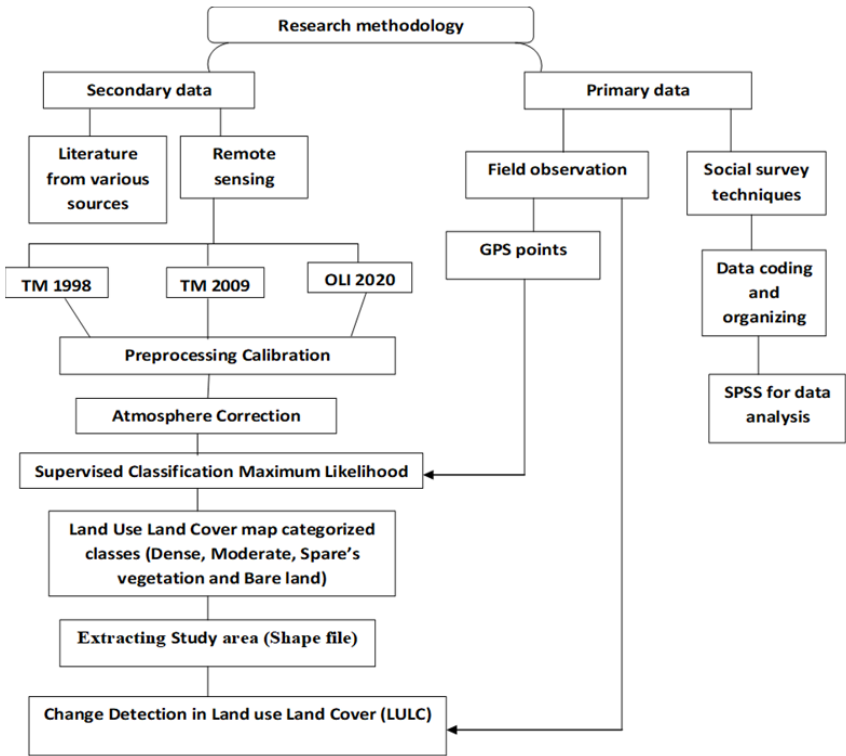 Research methodology
Secondary data
Primary data
Literature
from various
sources
Remote
sensing
Field observation
Social survey
techniques
GPS points
Data coding
and
organizing
TM 1998
TM 2009
OLI 2020
Preprocessing Calibration
SPSS for data
analysis
Atmosphere Correction
Supervised Classification Maximum Likelihood
Land Use Land Cover map categorized
classes (Dense, Moderate, Spare’s
vegetation and Bare land)
Extracting Study area (Shape file)
Change Detection in Land use Land Cover (LULC)